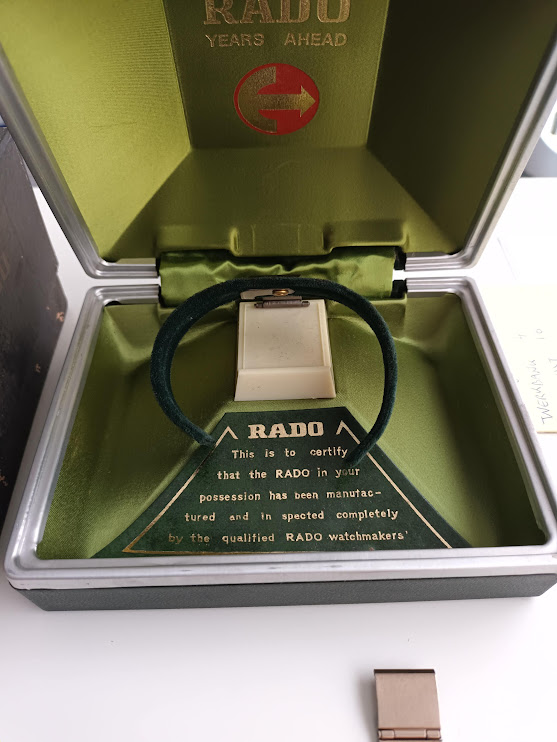 RADO
YEARS AHEAD
RADO
This is to certify
that the RADO in your
possession has been manufac-
tured and in spected completely
by the qualified RADO watchmakers'